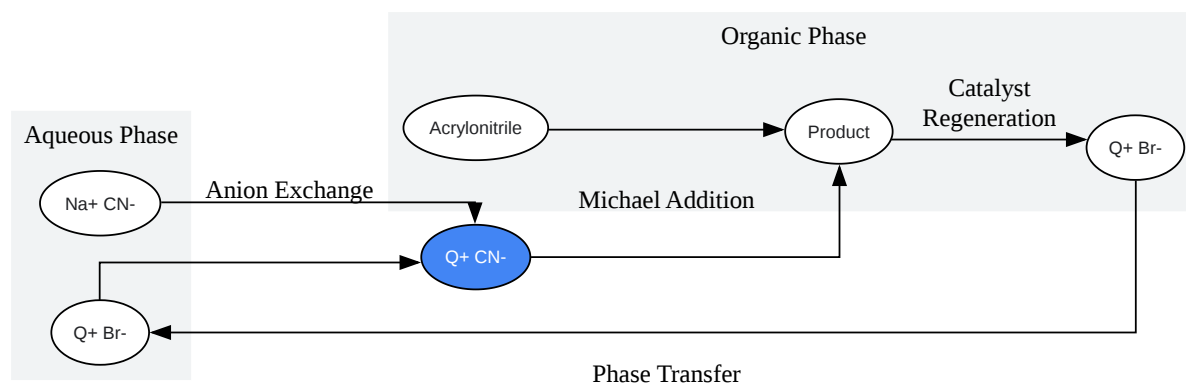 Organic Phase
Catalyst
Regeneration
Acrylonitrile
Product
Q+ Br-
Aqueous Phase
Na+ CN-
Anion Exchange
Michael Addition
Q+ CN-
Q+ Br-
Phase Transfer